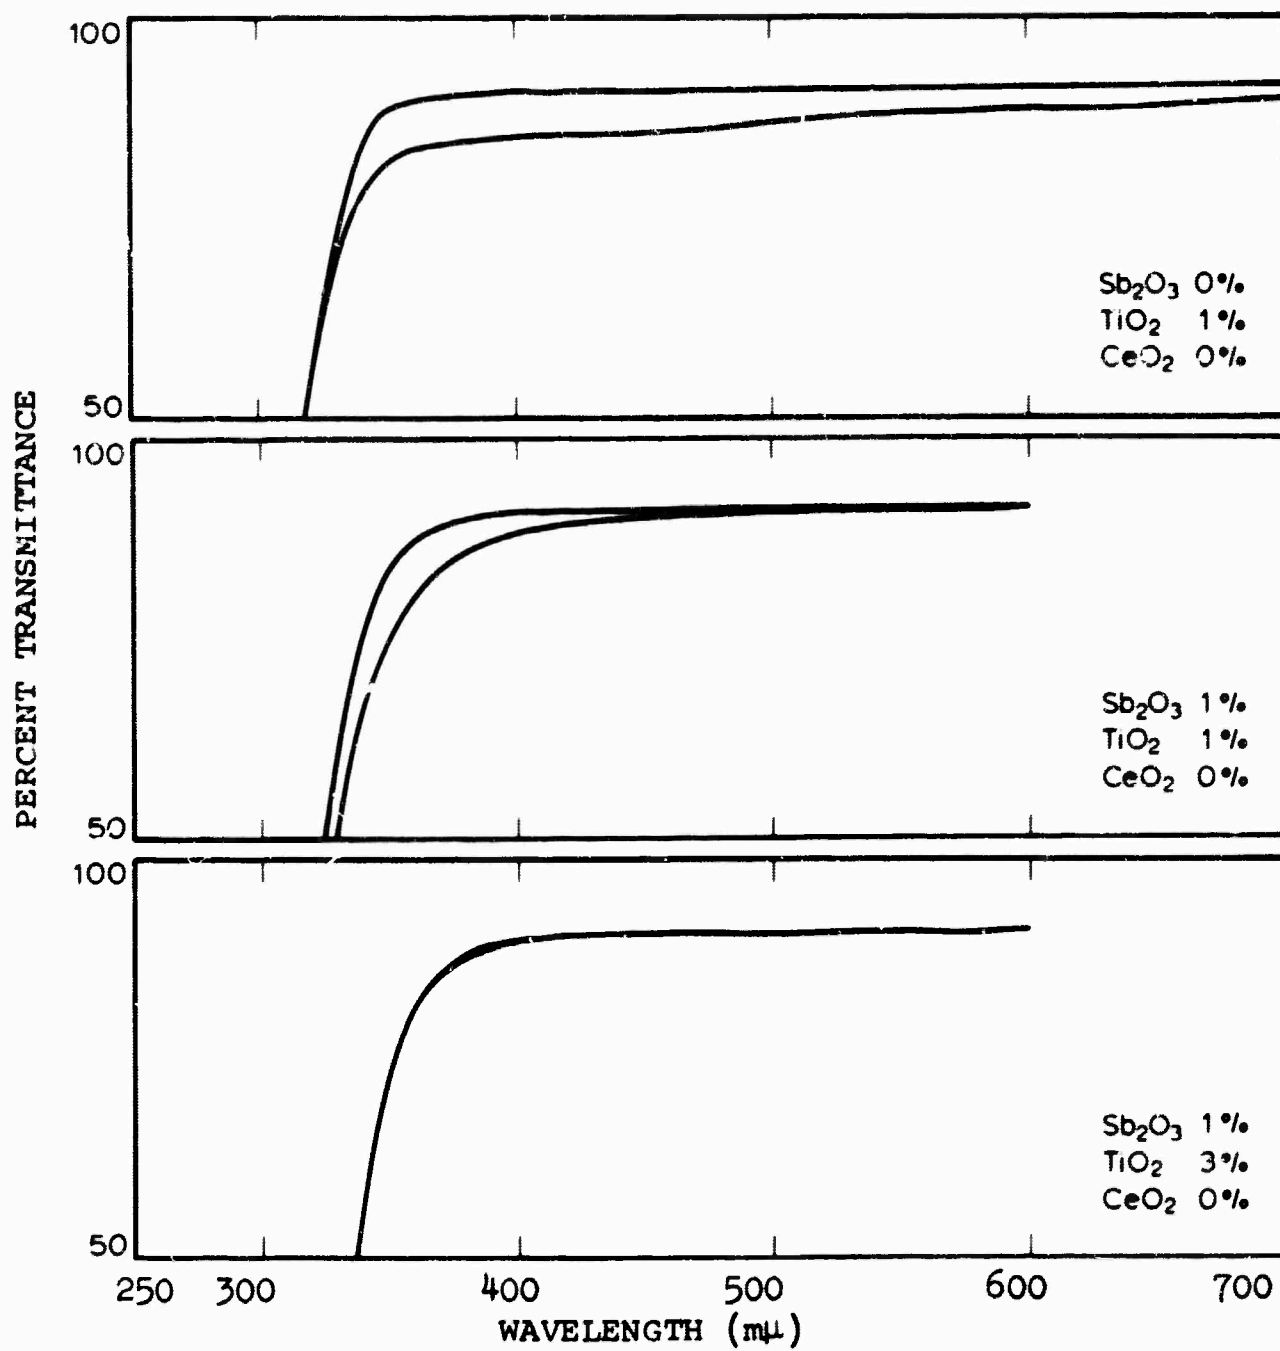 100
Sb₂O₃ 0%
TiO₂ 1%
CeO₂ 0%
50
PERCENT TRANSMITTANCE
100
Sb₂O₃ 1%
TiO₂ 1%
CeO₂ 0%
50
100
Sb₂O₃ 1%
TiO₂ 3%
CeO₂ 0%
50
250 300 400 500 600 700
WAVELENGTH (mμ)